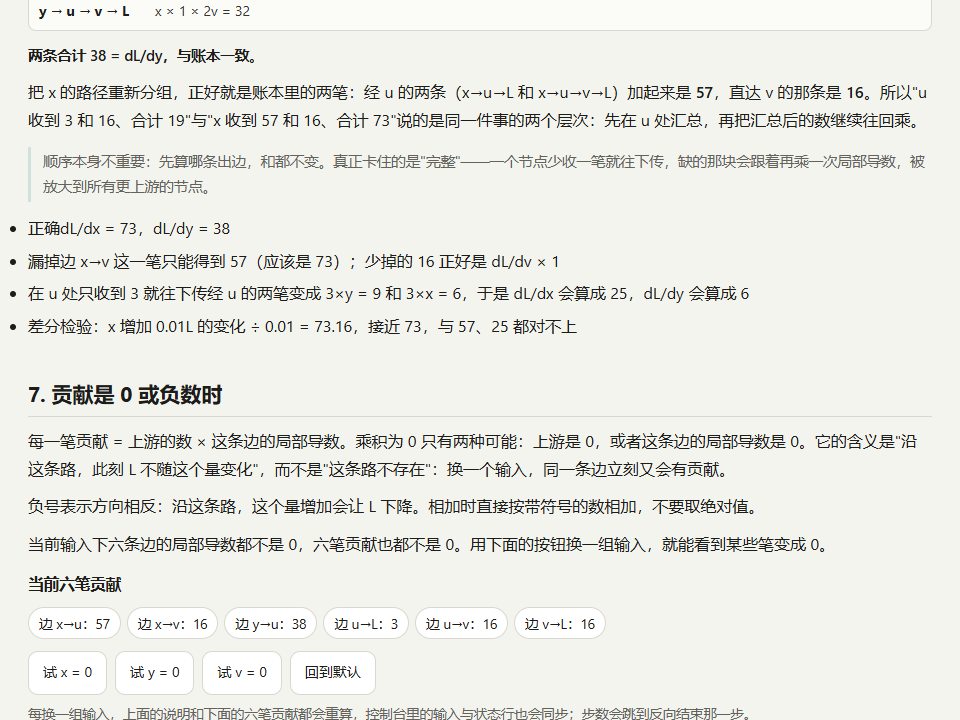 y → u → v → L x × 1 × 2v = 32
两条合计 38 = dL/dy，与账本一致。
把 x 的路径重新分组，正好就是账本里的两笔：经 u 的两条（x→u→L 和 x→u→v→L）加起来是 57，直达 v 的那条是 16。所以"u
收到 3 和 16、合计 19"与"x 收到 57 和 16、合计 73"说的是同一件事的两个层次：先在 u 处汇总，再把汇总后的数继续往回乘。
顺序本身不重要：先算哪条出边，和都不变。真正卡住的是"完整"——一个节点少收一笔就往下传，缺的那块会跟着再乘一次局部导数，被
放大到所有更上游的节点。
正确dL/dx = 73，dL/dy = 38
漏掉边 x→v 这一笔只能得到 57（应该是 73）；少掉的 16 正好是 dL/dv × 1
在 u 处只收到 3 就往下传经 u 的两笔变成 3×y = 9 和 3×x = 6，于是 dL/dx 会算成 25，dL/dy 会算成 6
差分检验：x 增加 0.01L 的变化 ÷ 0.01 = 73.16，接近 73，与 57、25 都对不上
7. 贡献是 0 或负数时
每一笔贡献 = 上游的数 × 这条边的局部导数。乘积为 0 只有两种可能：上游是 0，或者这条边的局部导数是 0。它的含义是"沿
这条路，此刻 L 不随这个量变化"，而不是"这条路不存在"：换一个输入，同一条边立刻又会有贡献。
负号表示方向相反：沿这条路，这个量增加会让 L 下降。相加时直接按带符号的数相加，不要取绝对值。
当前输入下六条边的局部导数都不是 0，六笔贡献也都不是 0。用下面的按钮换一组输入，就能看到某些笔变成 0。
当前六笔贡献
边 x→u：57 边 x→v：16 边 y→u：38 边 u→L：3 边 u→v：16 边 v→L：16
试 x = 0 试 y = 0 试 v = 0 回到默认
每换一组输入，上面的说明和下面的六笔贡献都会重算，控制台里的输入与状态行也会同步；步数会跳到反向结束那一步。